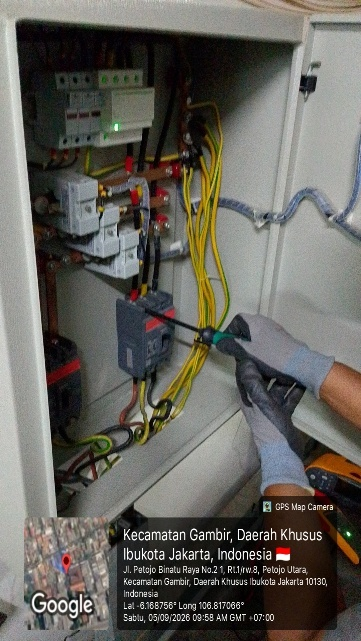 GPS Map Camera
Kecamatan Gambir, Daerah Khusus
Ibukota Jakarta, Indonesia 🇮🇩
Jl. Petojo Binatu Raya No.2 1, Rt.1/rw.8, Petojo Utara,
Kecamatan Gambir, Daerah Khusus Ibukota Jakarta 10130,
Indonesia
Lat -6.168756° Long 106.817066°
Sabtu, 05/09/2026 09:58 AM GMT +07:00
Google